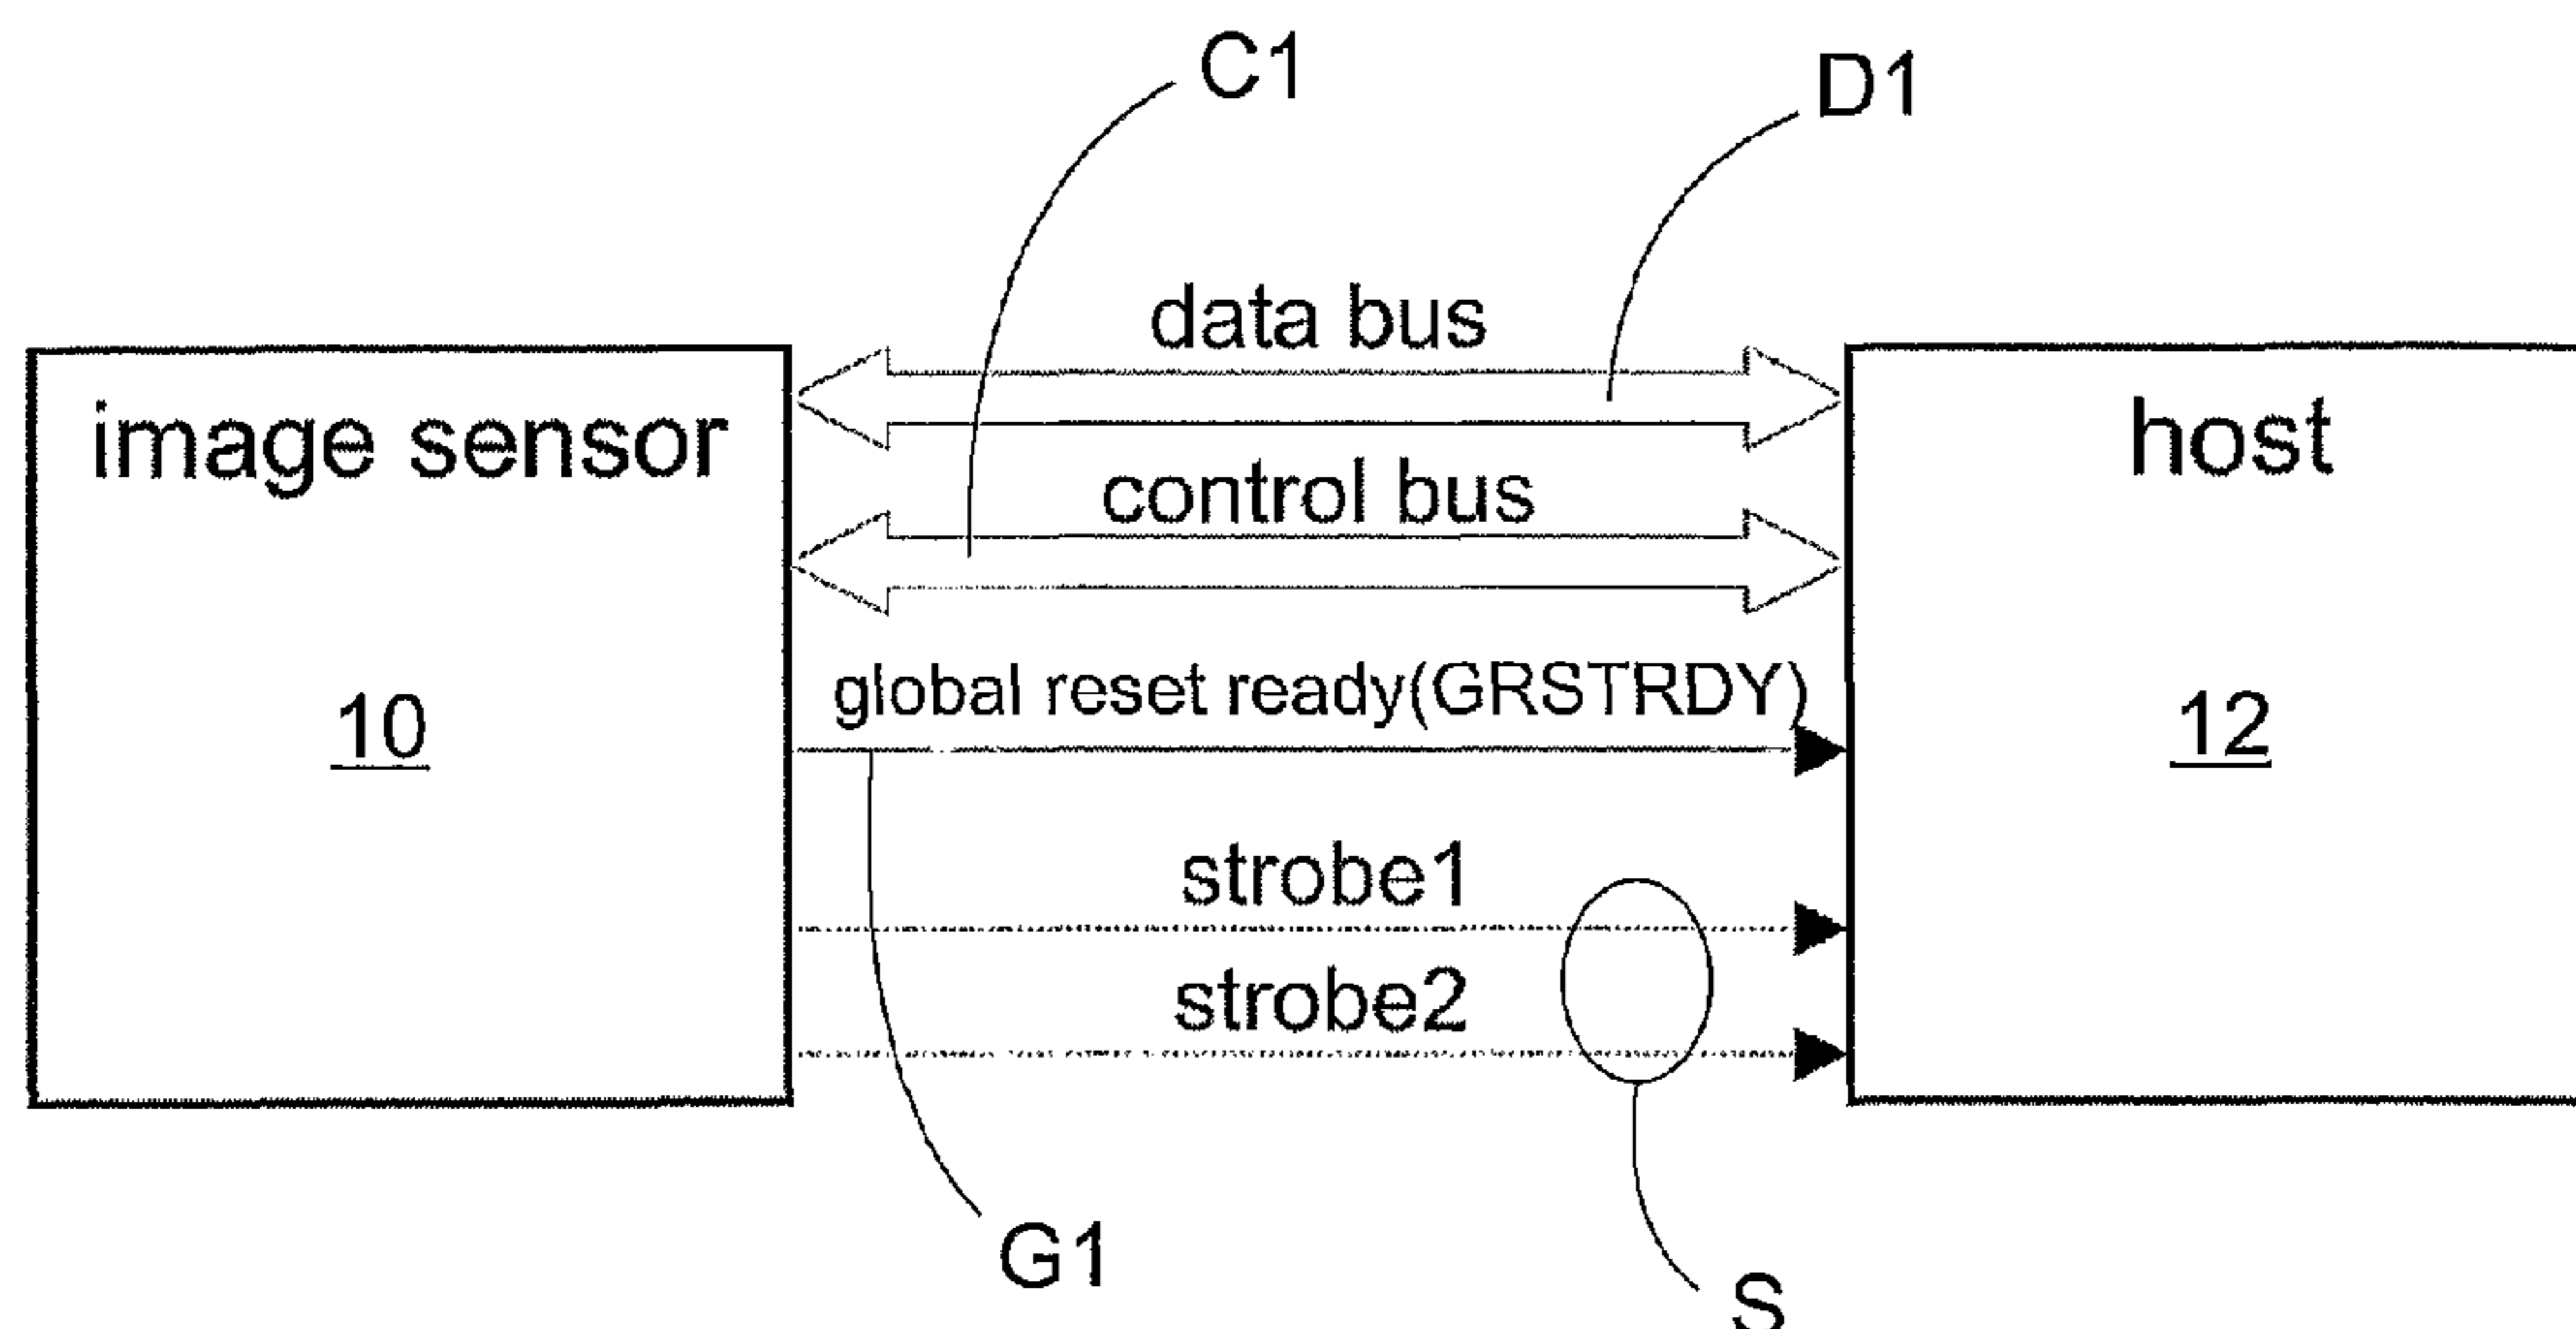 C1
D1
data bus
image sensor
host
control bus
global reset ready(GRSTRDY)
10
12
strobe1
strobe2
G1
S